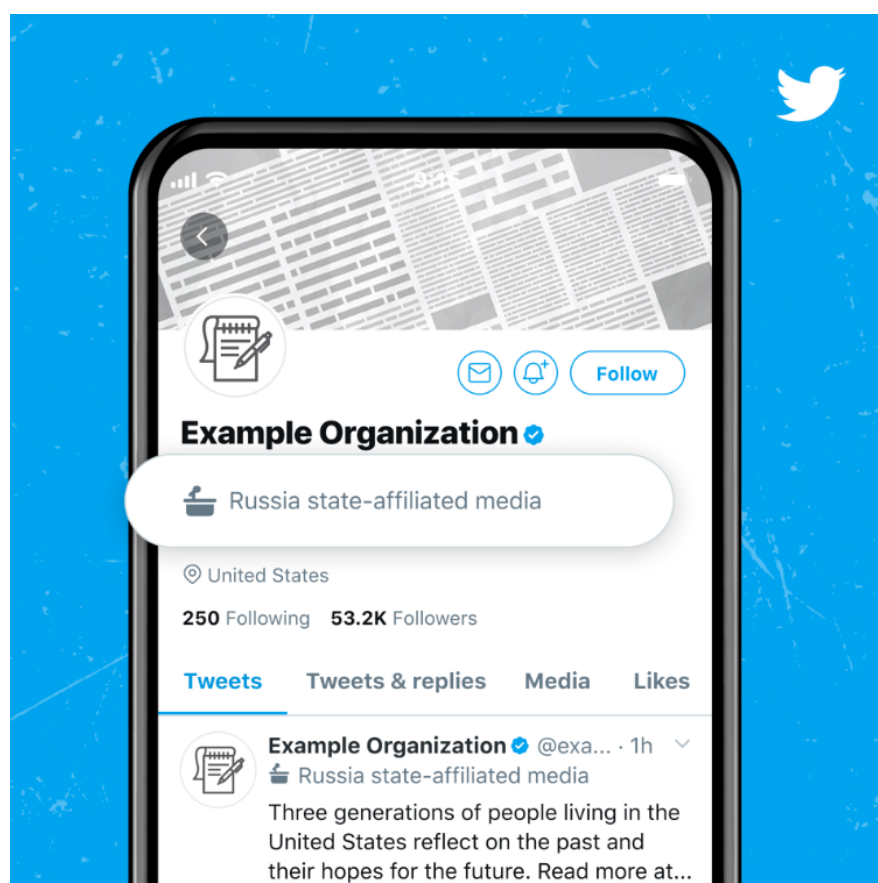 9:15
Follow
Example Organization
Russia state-affiliated media
United States
250 Following 53.2K Followers
Tweets Tweets & replies Media Likes
Example Organization @exa... · 1h
Russia state-affiliated media
Three generations of people living in the
United States reflect on the past and
their hopes for the future. Read more at...